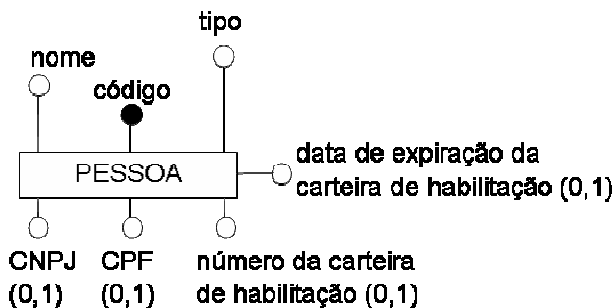 tipo
nome
código
PESSOA
data de expiração da
carteira de habilitação (0,1)
CNPJ
(0,1)
CPF
(0,1)
número da carteira
de habilitação (0,1)